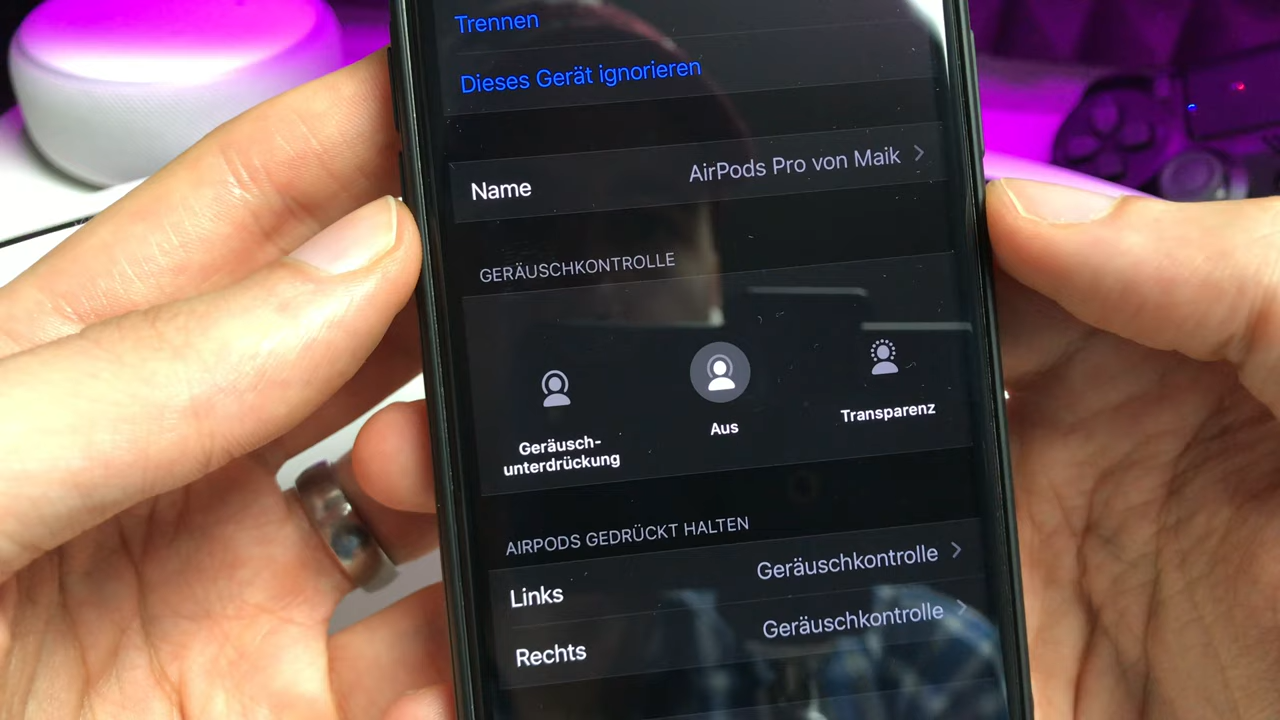 Trennen
Dieses Gerät ignorieren
Name
AirPods Pro von Maik
GERÄUSCHKONTROLLE
Geräusch-
unterdrückung
Aus
Transparenz
AIRPODS GEDRÜCKT HALTEN
Links
Geräuschkontrolle
Rechts
Geräuschkontrolle